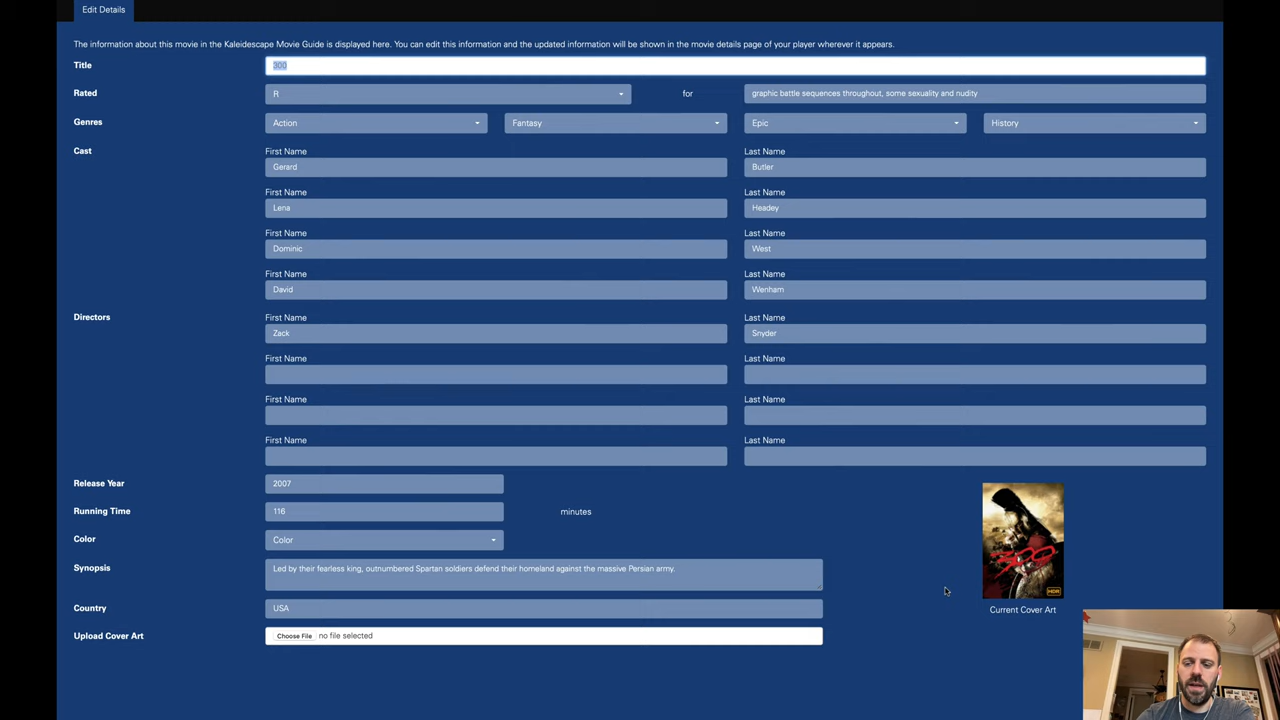 Edit Details
The information about this movie in the Kaleidescape Movie Guide is displayed here. You can edit this information and the updated information will be shown in the movie details page of your player wherever it appears.
Title 300
Rated R for graphic battle sequences throughout, some sexuality and nudity
Genres Action Fantasy Epic History
Cast First Name Last Name
Gerard Butler
First Name Last Name
Lena Headey
First Name Last Name
Dominic West
First Name Last Name
David Wenham
Directors First Name Last Name
Zack Snyder
First Name Last Name
First Name Last Name
First Name Last Name
Release Year 2007
Running Time 116 minutes
Color Color
Synopsis Led by their fearless king, outnumbered Spartan soldiers defend their homeland against the massive Persian army.
300
HDR
Country USA
Current Cover Art
Upload Cover Art Choose File no file selected